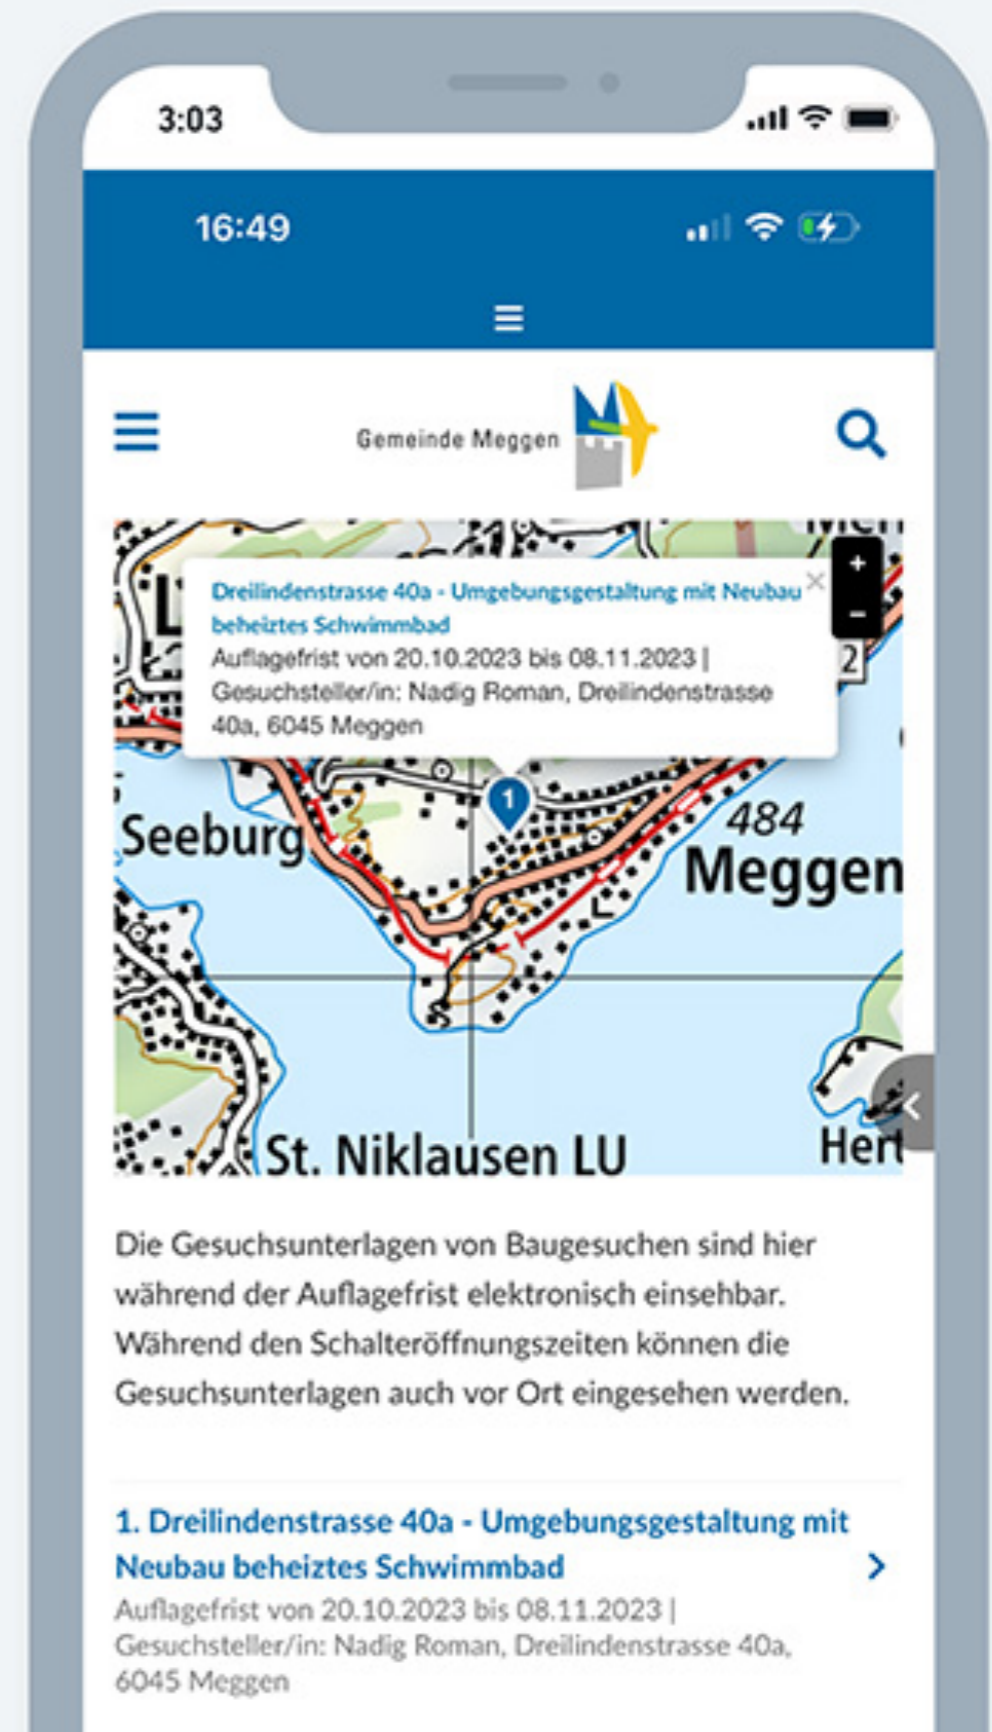 3:03
16:49
Gemeinde Meggen
Dreilindenstrasse 40a - Umgebungsgestaltung mit Neubau
beheiztes Schwimmbad
Auflagefrist von 20.10.2023 bis 08.11.2023 |
Gesuchsteller/in: Nadig Roman, Dreilindenstrasse
40a, 6045 Meggen
×
+
−
2
1
Seeburg
484
Meggen
St. Niklausen LU
Hert
Die Gesuchsunterlagen von Baugesuchen sind hier
während der Auflagefrist elektronisch einsehbar.
Während den Schalteröffnungszeiten können die
Gesuchsunterlagen auch vor Ort eingesehen werden.
1. Dreilindenstrasse 40a - Umgebungsgestaltung mit
Neubau beheiztes Schwimmbad
Auflagefrist von 20.10.2023 bis 08.11.2023 |
Gesuchsteller/in: Nadig Roman, Dreilindenstrasse 40a,
6045 Meggen